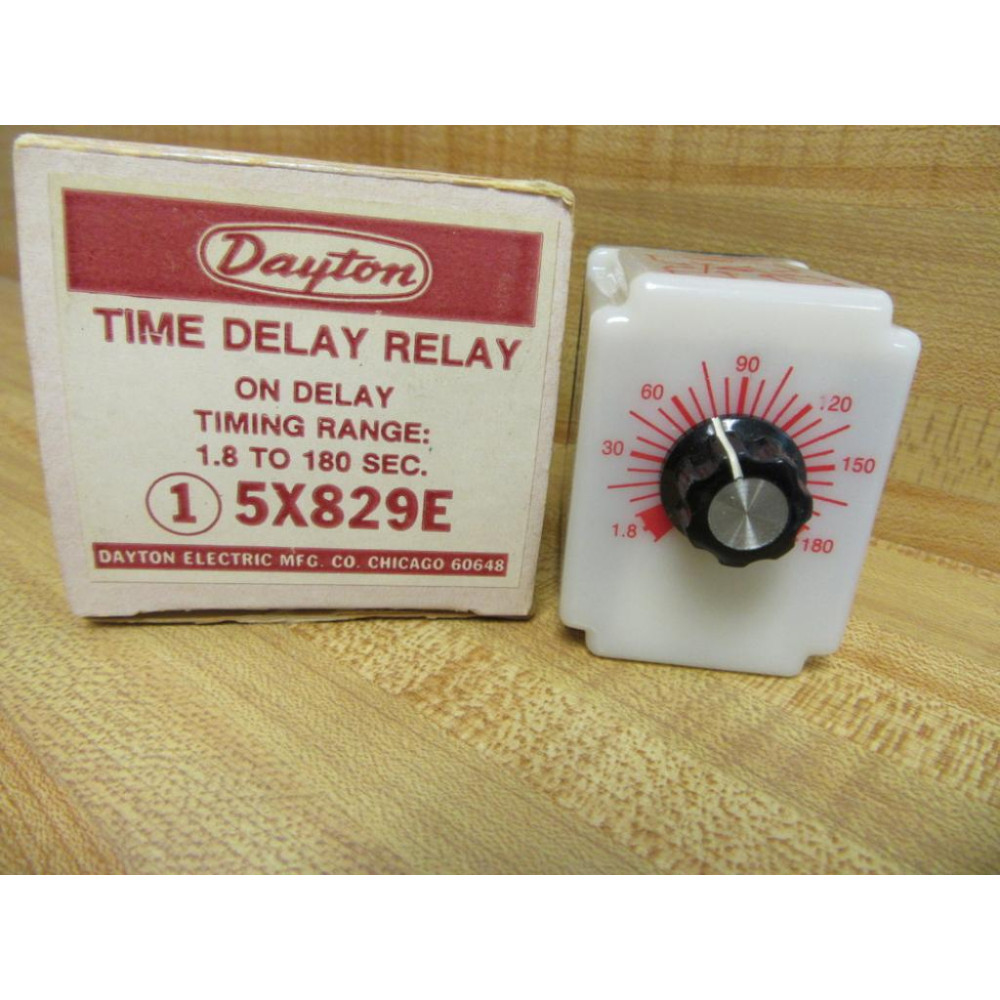 Dayton
TIME DELAY RELAY
ON DELAY
TIMING RANGE:
1.8 TO 180 SEC.
1 5X829E
DAYTON ELECTRIC MFG. CO. CHICAGO 60648
1.8
30
60
90
120
150
180